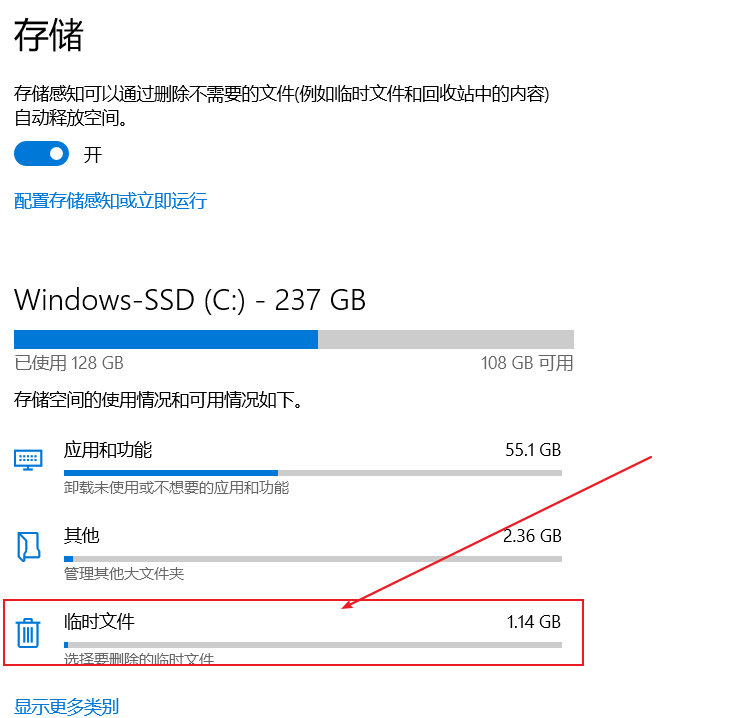 存储
存储感知可以通过删除不需要的文件(例如临时文件和回收站中的内容)
自动释放空间。
开
配置存储感知或立即运行
Windows-SSD (C:) - 237 GB
已使用 128 GB
108 GB 可用
存储空间的使用情况和可用情况如下。
应用和功能
55.1 GB
卸载未使用或不想要的应用和功能
其他
2.36 GB
管理其他大文件夹
临时文件
1.14 GB
选择要删除的临时文件
显示更多类别